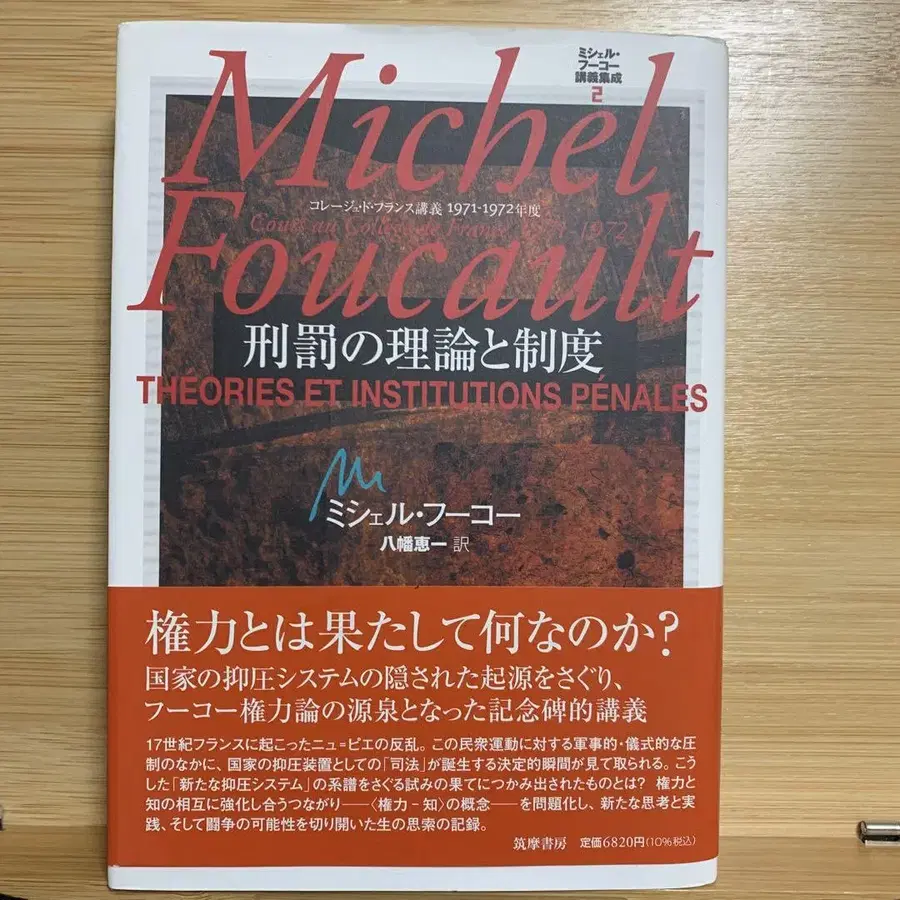 ミシェル・
フーコー
講義集成
2
Michel
コレージュ・ド・フランス講義 1971-1972年度
Cours au Collège de France 1971-1972
Foucault
刑罰の理論と制度
THÉORIES ET INSTITUTIONS PÉNALES
ミシェル・フーコー
八幡恵一 訳
権力とは果たして何なのか?
国家の抑圧システムの隠された起源をさぐり、
フーコー権力論の源泉となった記念碑的講義
17世紀フランスに起こったニュ=ピエの反乱。この民衆運動に対する軍事的・儀式的な圧
制のなかに、国家の抑圧装置としての「司法」が誕生する決定的瞬間が見て取られる。こう
した「新たな抑圧システム」の系譜をさぐる試みの果てにつかみ出されたものとは? 権力と
知の相互に強化し合うつながり――〈権力-知〉の概念――を問題化し、新たな思考と実
践、そして闘争の可能性を切り開いた生の思索の記録。
筑摩書房 定価6820円(10%税込)